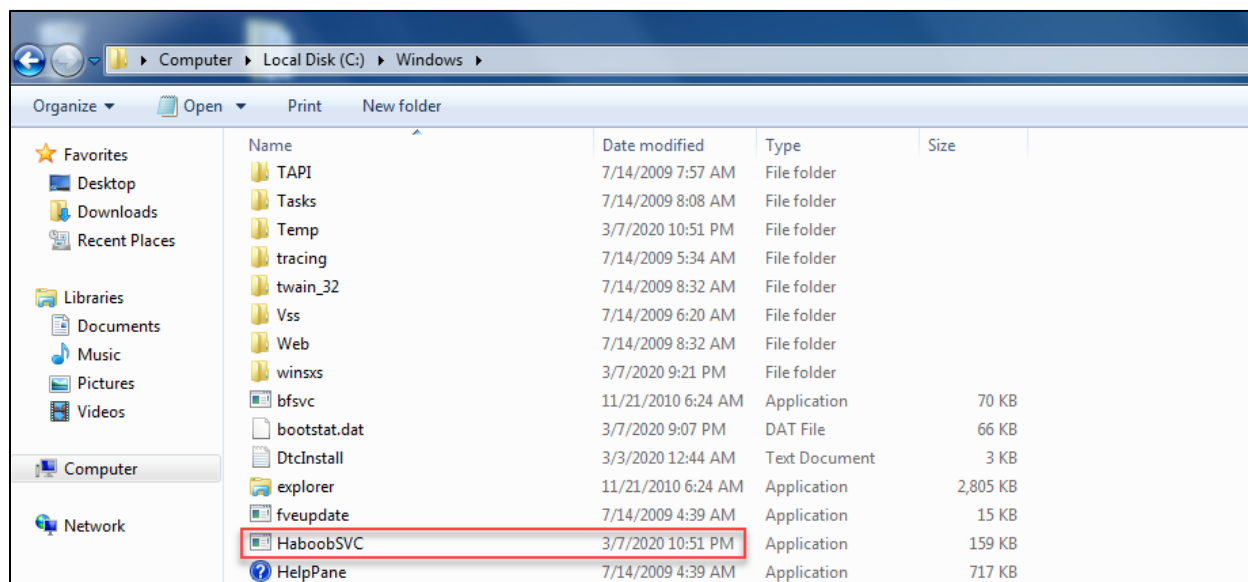 Computer Local Disk (C:) Windows
Organize Open Print New folder
Favorites
Desktop
Downloads
Recent Places
Libraries
Documents
Music
Pictures
Videos
Computer
Network
Name Date modified Type Size
TAPI 7/14/2009 7:57 AM File folder
Tasks 7/14/2009 8:08 AM File folder
Temp 3/7/2020 10:51 PM File folder
tracing 7/14/2009 5:34 AM File folder
twain_32 7/14/2009 8:32 AM File folder
Vss 7/14/2009 6:20 AM File folder
Web 7/14/2009 8:32 AM File folder
winsxs 3/7/2020 9:21 PM File folder
bfsvc 11/21/2010 6:24 AM Application 70 KB
bootstat.dat 3/7/2020 9:07 PM DAT File 66 KB
DtcInstall 3/3/2020 12:44 AM Text Document 3 KB
explorer 11/21/2010 6:24 AM Application 2,805 KB
fveupdate 7/14/2009 4:39 AM Application 15 KB
HaboobSVC 3/7/2020 10:51 PM Application 159 KB
HelpPane 7/14/2009 4:39 AM Application 717 KB